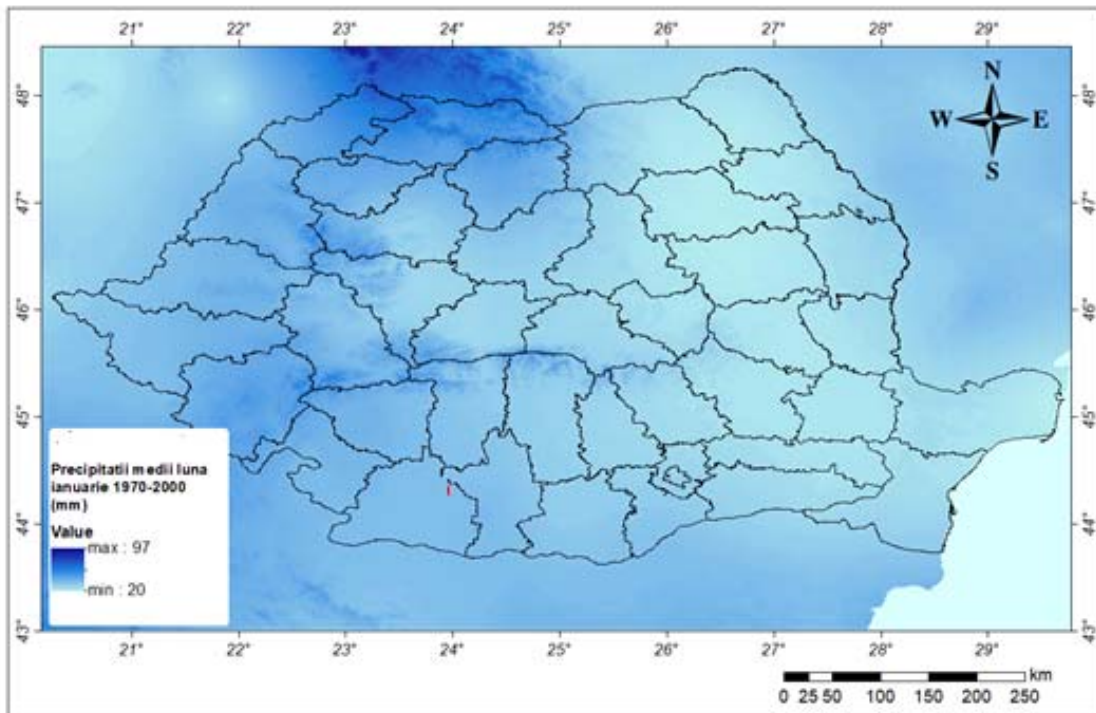 21° 22° 23° 24° 25° 26° 27° 28° 29°
48° 48°
47° 47°
46° 46°
45° 45°
44° 44°
43° 43°
N
W E
S
Precipitatii medii luna
ianuarie 1970-2000
(mm)
Value
max : 97
min : 20
21° 22° 23° 24° 25° 26° 27° 28° 29°
km
0 25 50 100 150 200 250